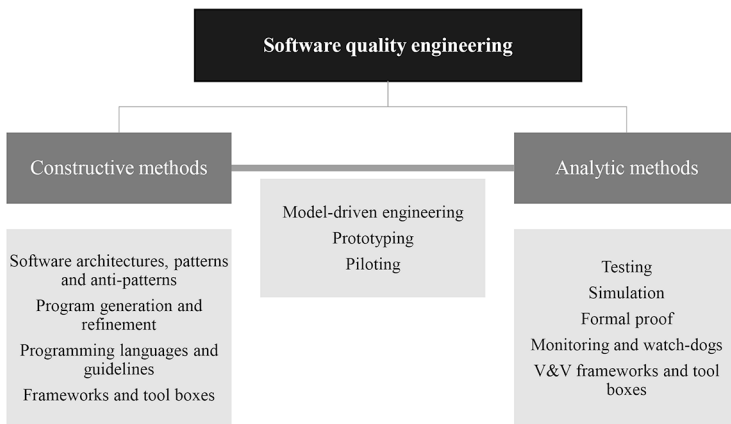 Software quality engineering
Constructive methods
Analytic methods
Model-driven engineering
Prototyping
Piloting
Software architectures, patterns
and anti-patterns
Program generation and
refinement
Programming languages and
guidelines
Frameworks and tool boxes
Testing
Simulation
Formal proof
Monitoring and watch-dogs
V&V frameworks and tool
boxes